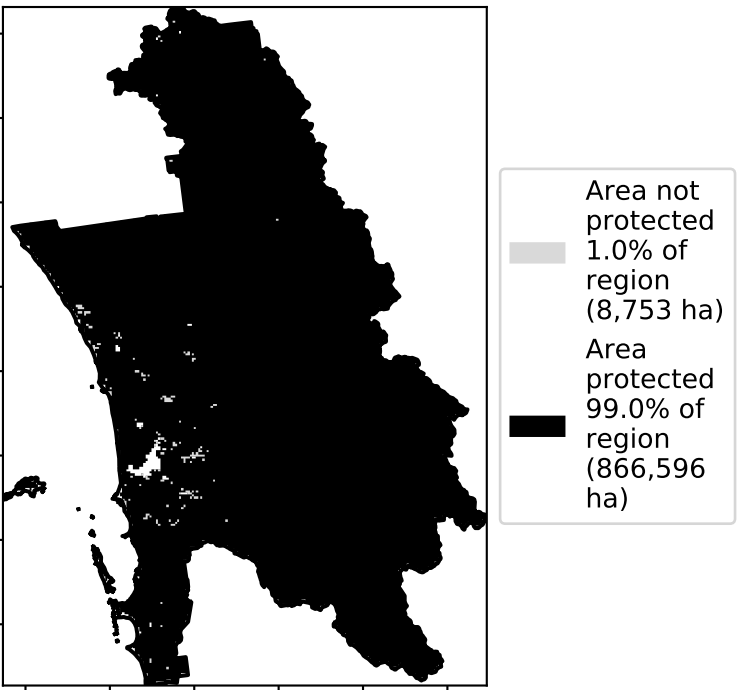 Area not
protected
1.0% of
region
(8,753 ha)
Area
protected
99.0% of
region
(866,596
ha)